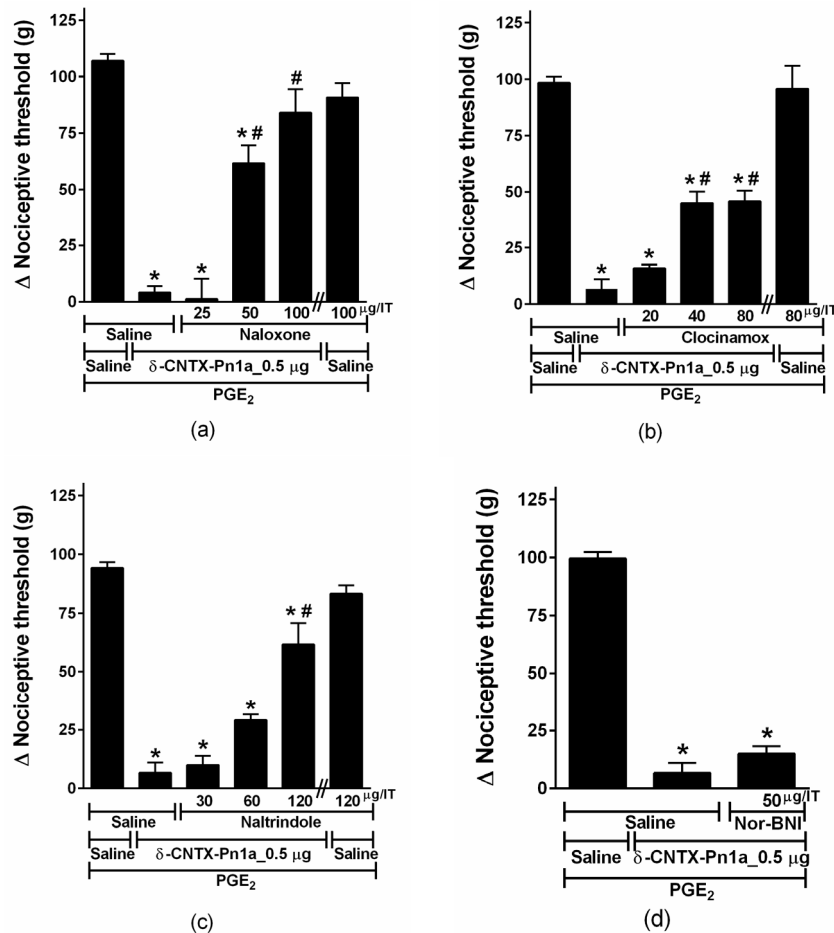 125
100
75
50
25
0
Δ Nociceptive threshold (g)
*
*
* #
#
25 50 100 // 100 μg/IT
Saline Naloxone
Saline δ-CNTX-Pn1a_0.5 μg Saline
PGE₂
(a)
125
100
75
50
25
0
Δ Nociceptive threshold (g)
*
*
* #
* #
20 40 80 // 80 μg/IT
Saline Clocinamox
Saline δ-CNTX-Pn1a_0.5 μg Saline
PGE₂
(b)
125
100
75
50
25
0
Δ Nociceptive threshold (g)
*
*
*
* #
30 60 120 // 120 μg/IT
Saline Naltrindole
Saline δ-CNTX-Pn1a_0.5 μg Saline
PGE₂
(c)
125
100
75
50
25
0
Δ Nociceptive threshold (g)
*
*
50 μg/IT
Saline Nor-BNI
Saline δ-CNTX-Pn1a_0.5 μg
PGE₂
(d)